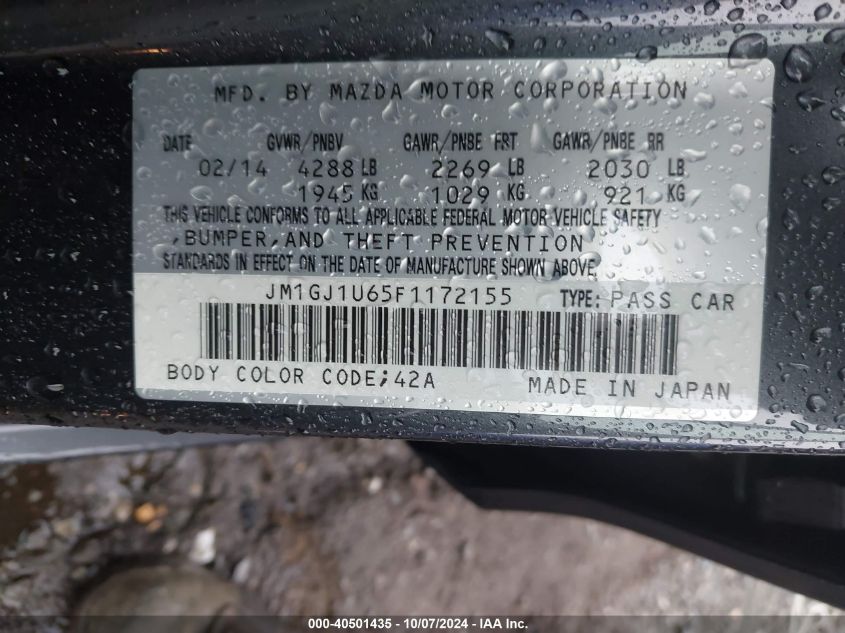 MFD. BY MAZDA MOTOR CORPORATION
DATE GVWR/PNBV GAWR/PNBE FRT GAWR/PNBE RR
02/14 4288 LB 2269 LB 2030 LB
1945 KG 1029 KG 921 KG
THIS VEHICLE CONFORMS TO ALL APPLICABLE FEDERAL MOTOR VEHICLE SAFETY
,BUMPER,AND THEFT PREVENTION
STANDARDS IN EFFECT ON THE DATE OF MANUFACTURE SHOWN ABOVE.
JM1GJ1U65F1172155 TYPE: PASS CAR
BODY COLOR CODE;42A MADE IN JAPAN
000-40501435 - 10/07/2024 - IAA Inc.